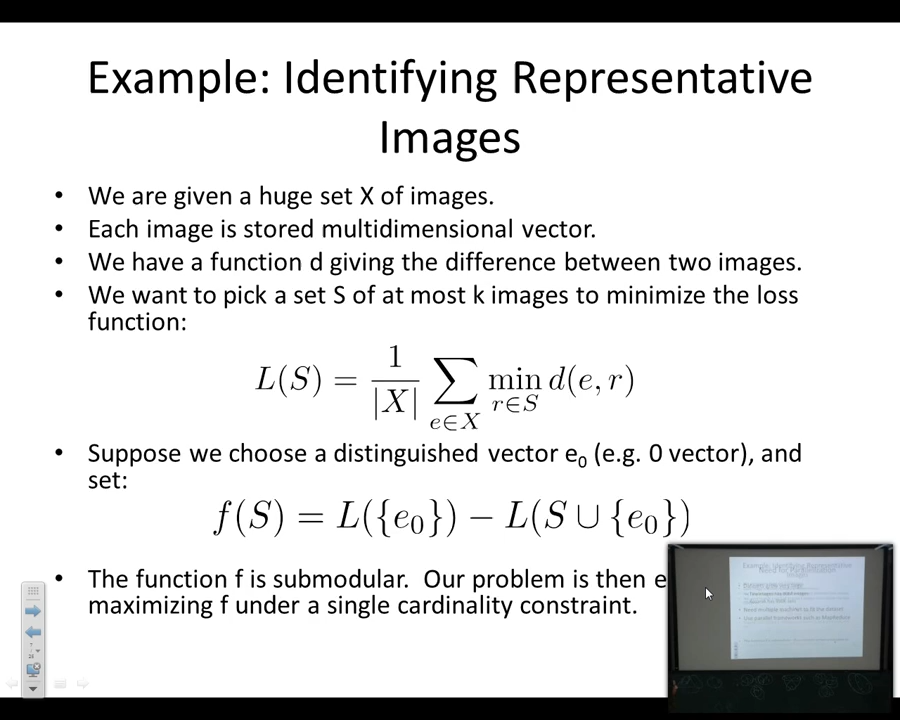 Example: Identifying Representative
Images
• We are given a huge set X of images.
• Each image is stored multidimensional vector.
• We have a function d giving the difference between two images.
• We want to pick a set S of at most k images to minimize the loss
function:
L(S) = \frac{1}{|X|} \sum_{e∈X} \min_{r∈S} d(e, r)
• Suppose we choose a distinguished vector e₀ (e.g. 0 vector), and
set:
f(S) = L({e₀}) − L(S ∪ {e₀})
• The function f is submodular. Our problem is then e
maximizing f under a single cardinality constraint.